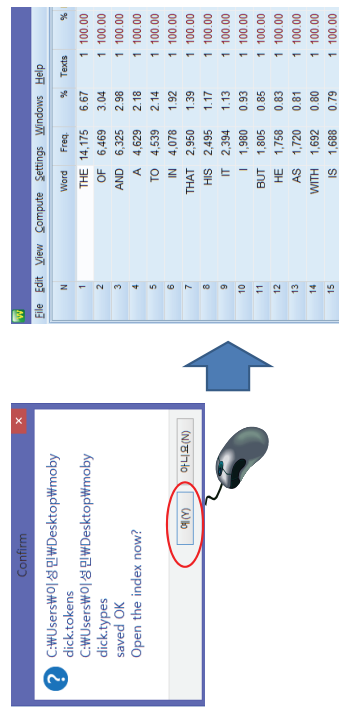 Confirm
C:₩Users₩이성민₩Desktop₩moby
dick.tokens
C:₩Users₩이성민₩Desktop₩moby
dick.types
saved OK
Open the index now?
예(Y) 아니요(N)
File Edit View Compute Settings Windows Help
N Word Freq. % Texts %
1 THE 14,175 6.67 1 100.00
2 OF 6,469 3.04 1 100.00
3 AND 6,325 2.98 1 100.00
4 A 4,629 2.18 1 100.00
5 TO 4,539 2.14 1 100.00
6 IN 4,078 1.92 1 100.00
7 THAT 2,950 1.39 1 100.00
8 HIS 2,495 1.17 1 100.00
9 IT 2,394 1.13 1 100.00
10 I 1,980 0.93 1 100.00
11 BUT 1,805 0.85 1 100.00
12 HE 1,758 0.83 1 100.00
13 AS 1,720 0.81 1 100.00
14 WITH 1,692 0.80 1 100.00
15 IS 1,688 0.79 1 100.00